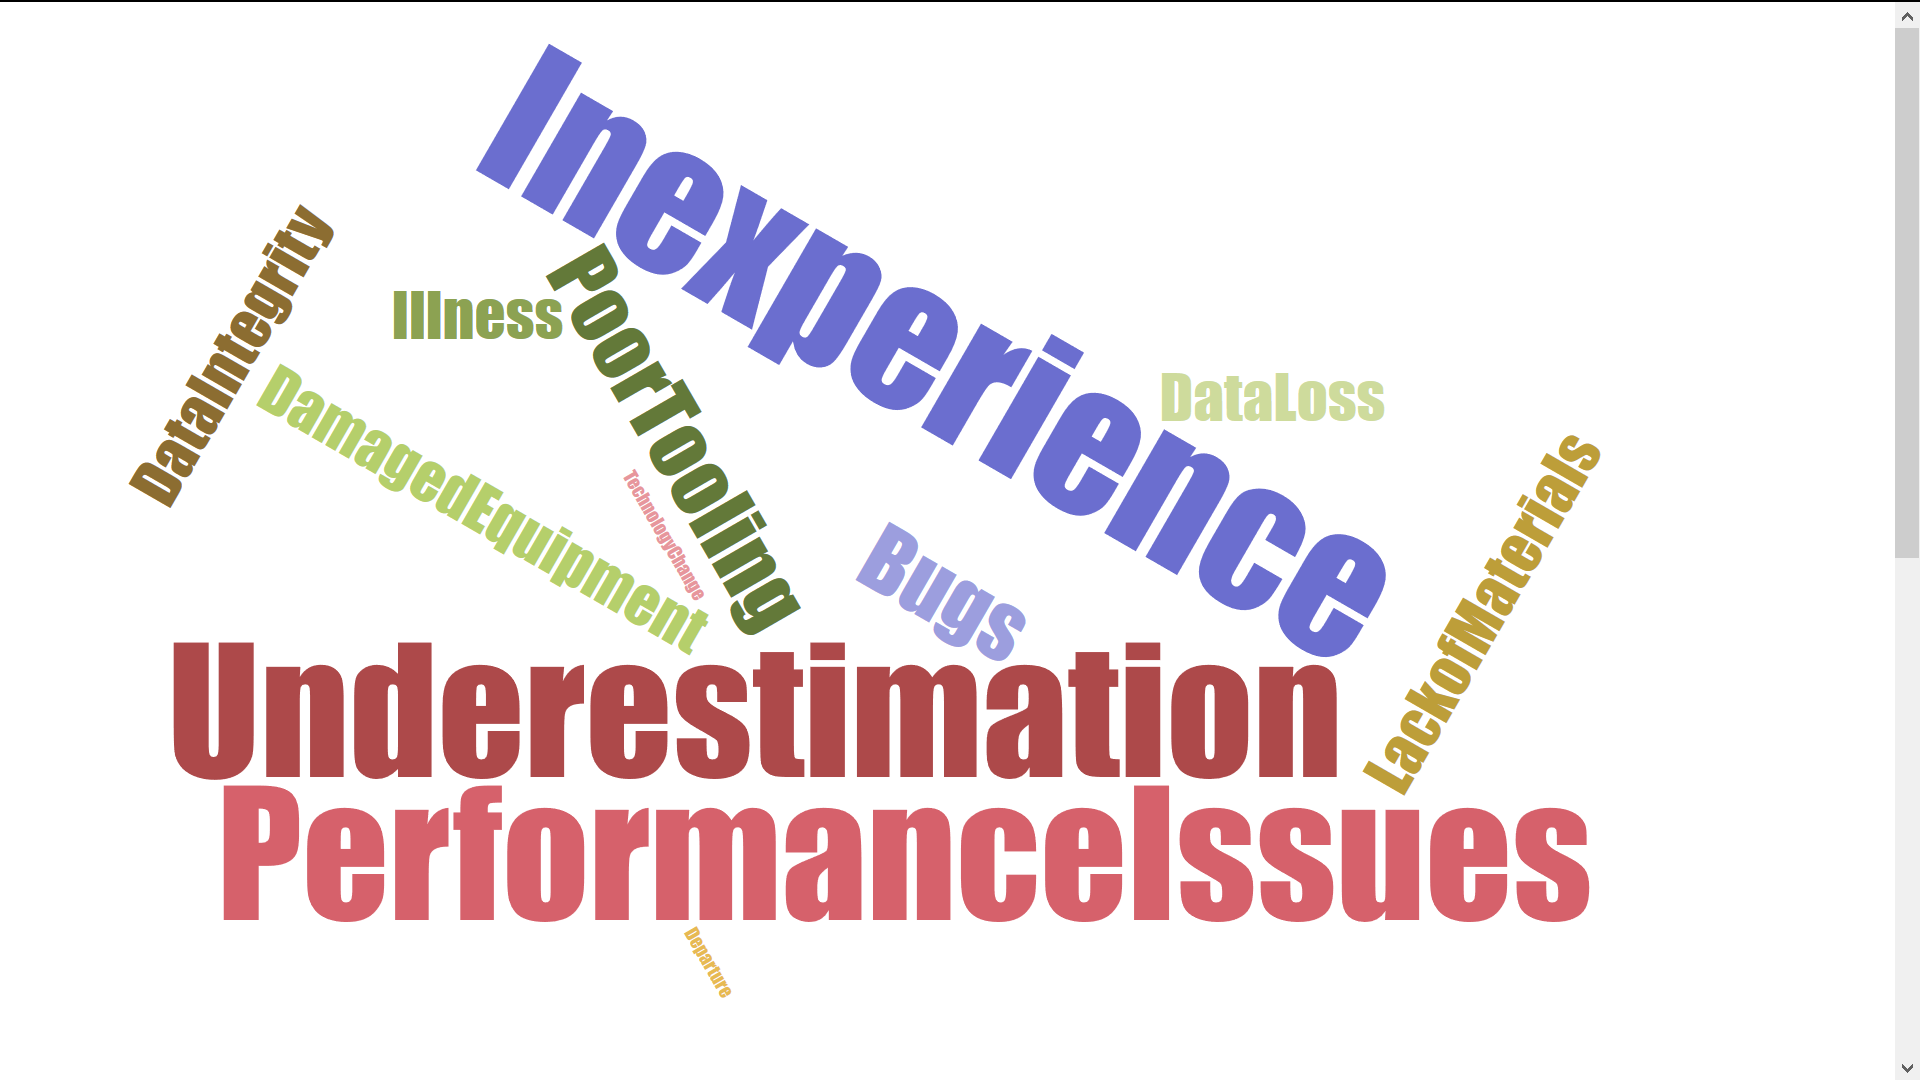 Inexperience
DataIntegrity
Illness
PoorTooling
DamagedEquipment
DataLoss
TechnologyChange
Bugs
LackofMaterials
Underestimation
PerformanceIssues
Departure